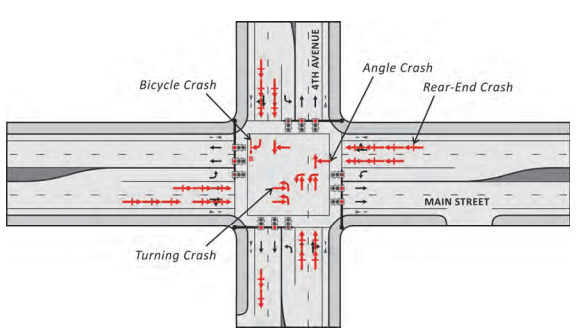 4TH AVENUE
Angle Crash
Bicycle Crash
Rear-End Crash
B
MAIN STREET
Turning Crash